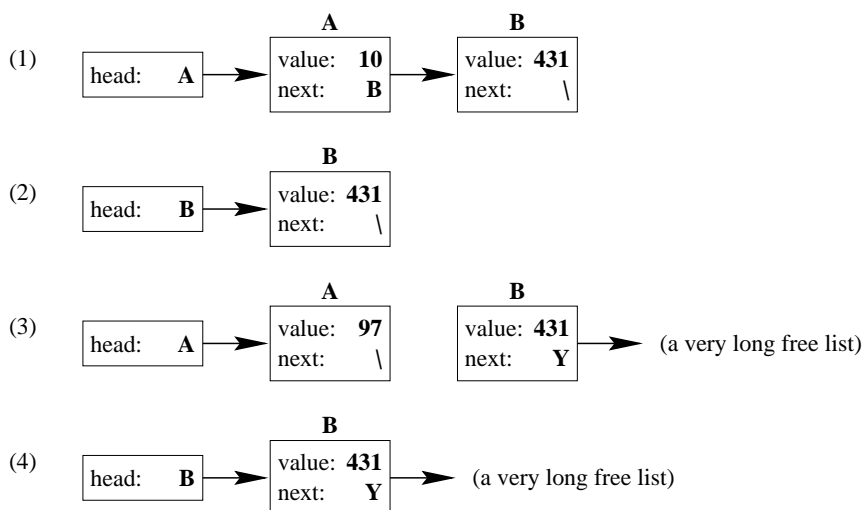 A B
(1) head: A value: 10 value: 431
next: B next: \
B
(2) head: B value: 431
next: \
A B
(3) head: A value: 97 value: 431 (a very long free list)
next: \ next: Y
B
(4) head: B value: 431 (a very long free list)
next: Y